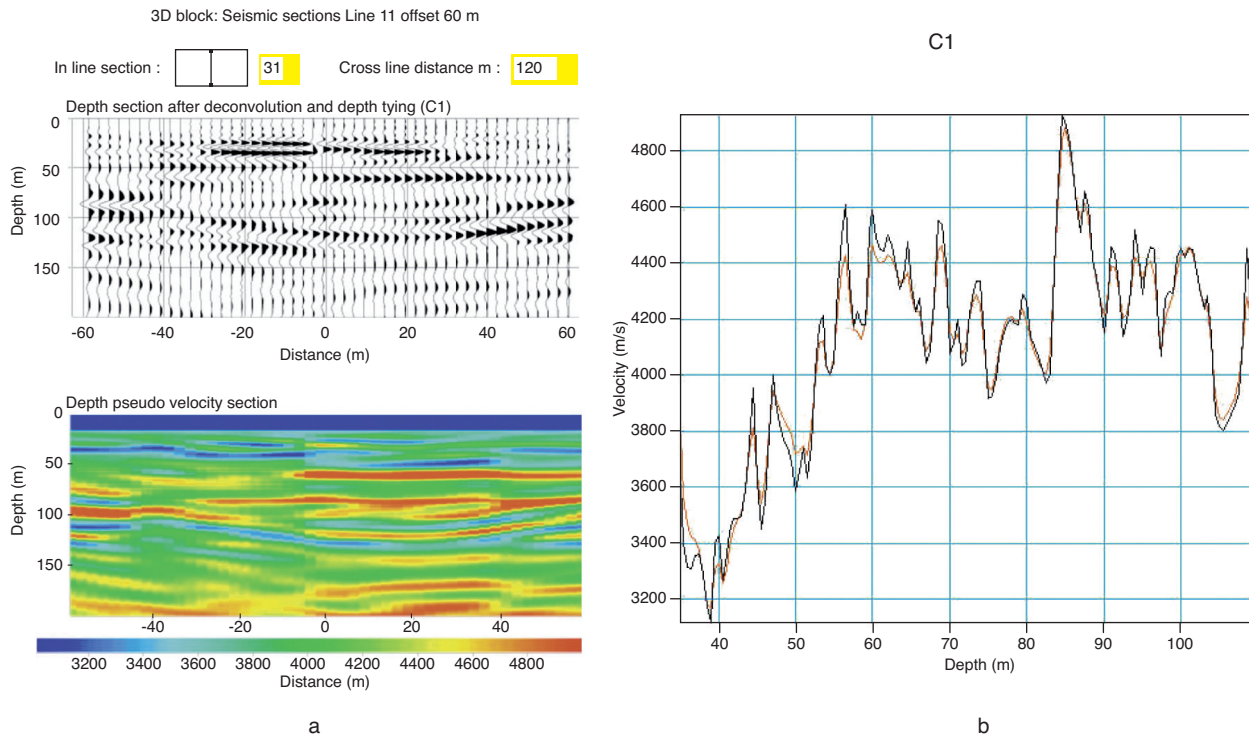 3D block: Seismic sections Line 11 offset 60 m
In line section : 31 Cross line distance m : 120
Depth section after deconvolution and depth tying (C1)
0
50
100
150
Depth (m)
-60 -40 -20 0 20 40 60
Distance (m)
Depth pseudo velocity section
0
50
100
150
Depth (m)
-40 -20 0 20 40
3200 3400 3600 3800 4000 4200 4400 4600 4800
Distance (m)
a
C1
4800
4600
4400
4200
4000
3800
3600
3400
3200
Velocity (m/s)
40 50 60 70 80 90 100
Depth (m)
b